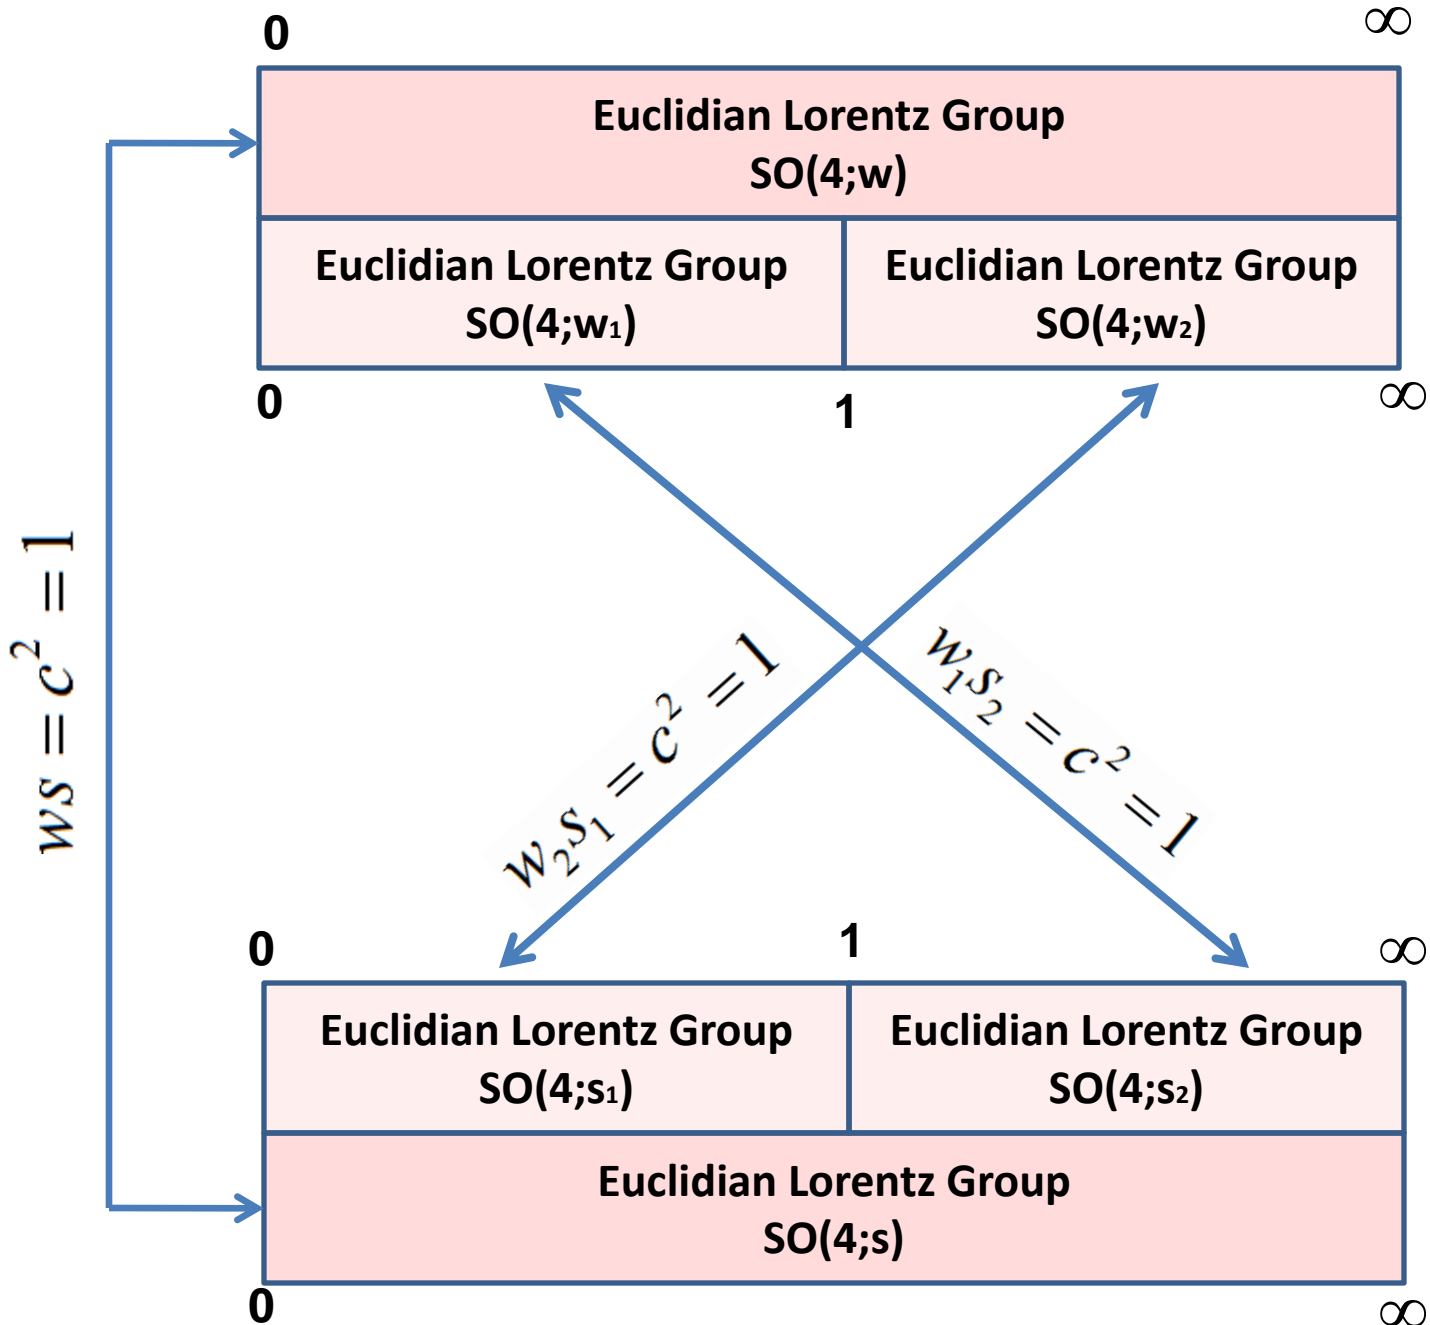 0 ∞
Euclidian Lorentz Group
SO(4;w)
Euclidian Lorentz Group
SO(4;w₁)
Euclidian Lorentz Group
SO(4;w₂)
0 1 ∞
ws = c² = 1
w₂s₁ = c² = 1
w₁s₂ = c² = 1
0 1 ∞
Euclidian Lorentz Group
SO(4;s₁)
Euclidian Lorentz Group
SO(4;s₂)
Euclidian Lorentz Group
SO(4;s)
0 ∞